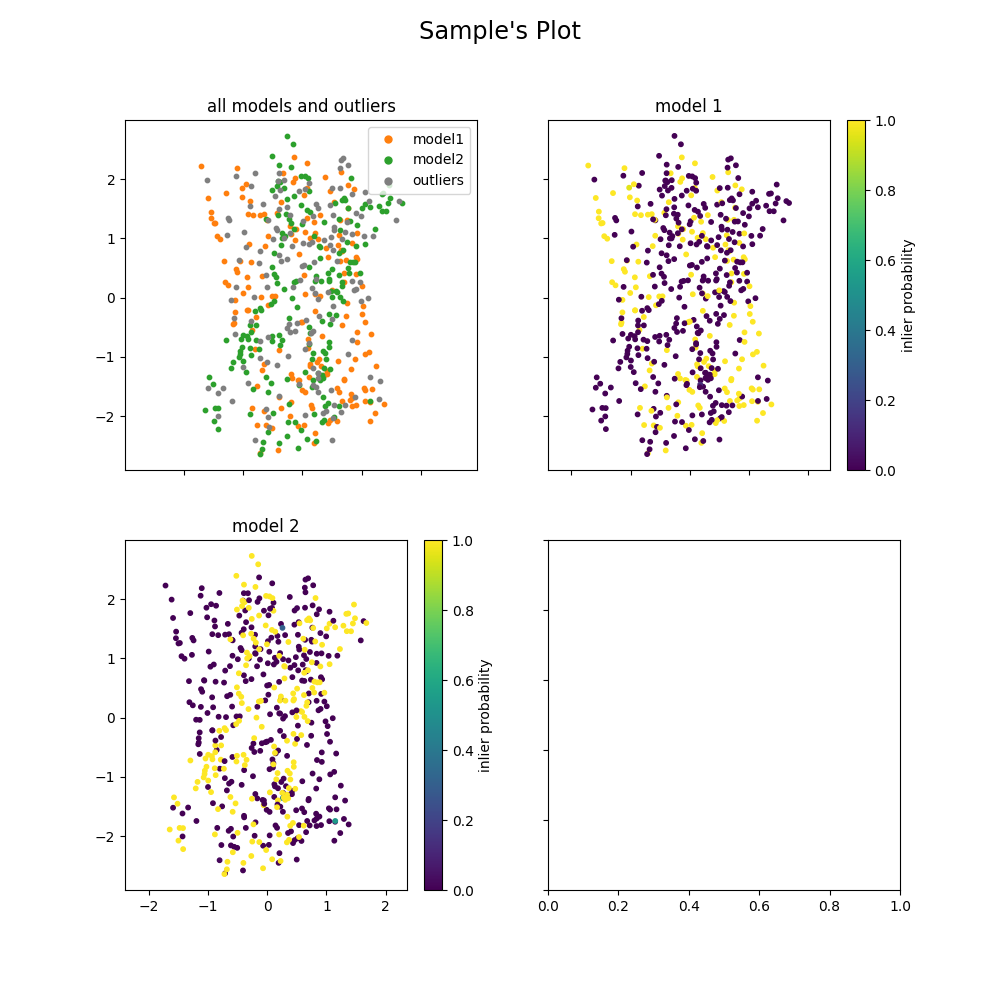 Sample's Plot
all models and outliers
model1
model2
outliers
2
1
0
−1
−2
model 1
1.0
0.8
0.6
0.4
0.2
0.0
inlier probability
model 2
2
1
0
−1
−2
−2 −1 0 1 2
1.0
0.8
0.6
0.4
0.2
0.0
inlier probability
0.0 0.2 0.4 0.6 0.8 1.0